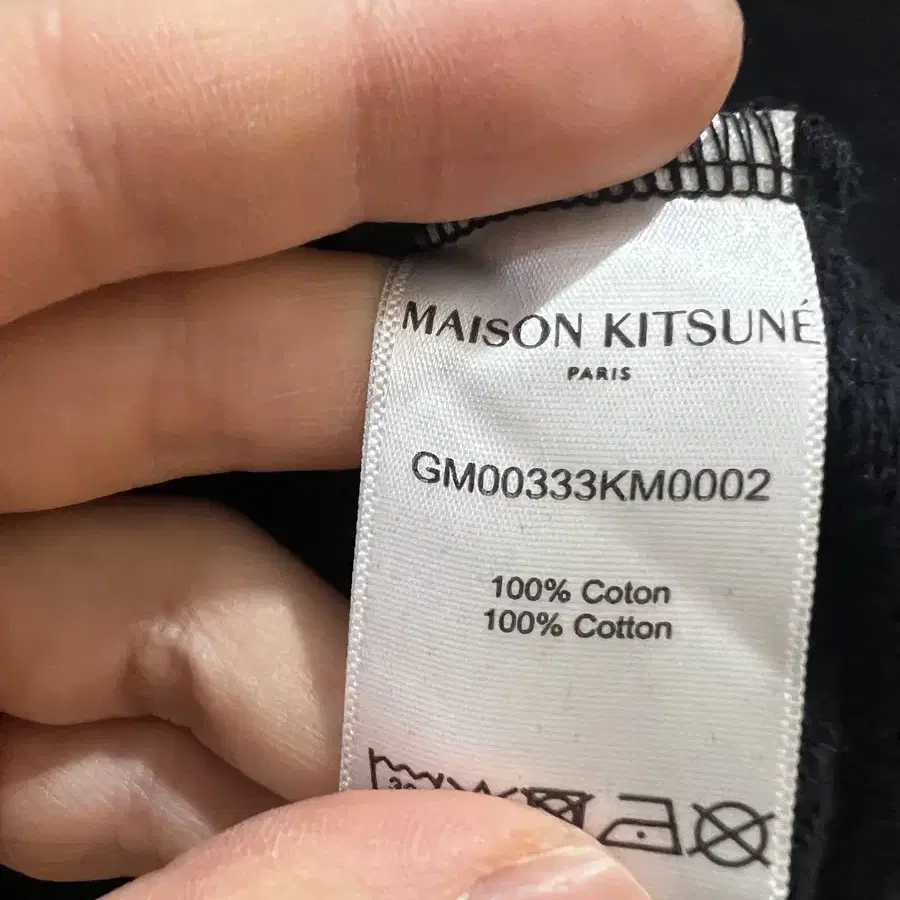 MAISON KITSUNÉ
PARIS
GM00333KM0002
100% Coton
100% Cotton